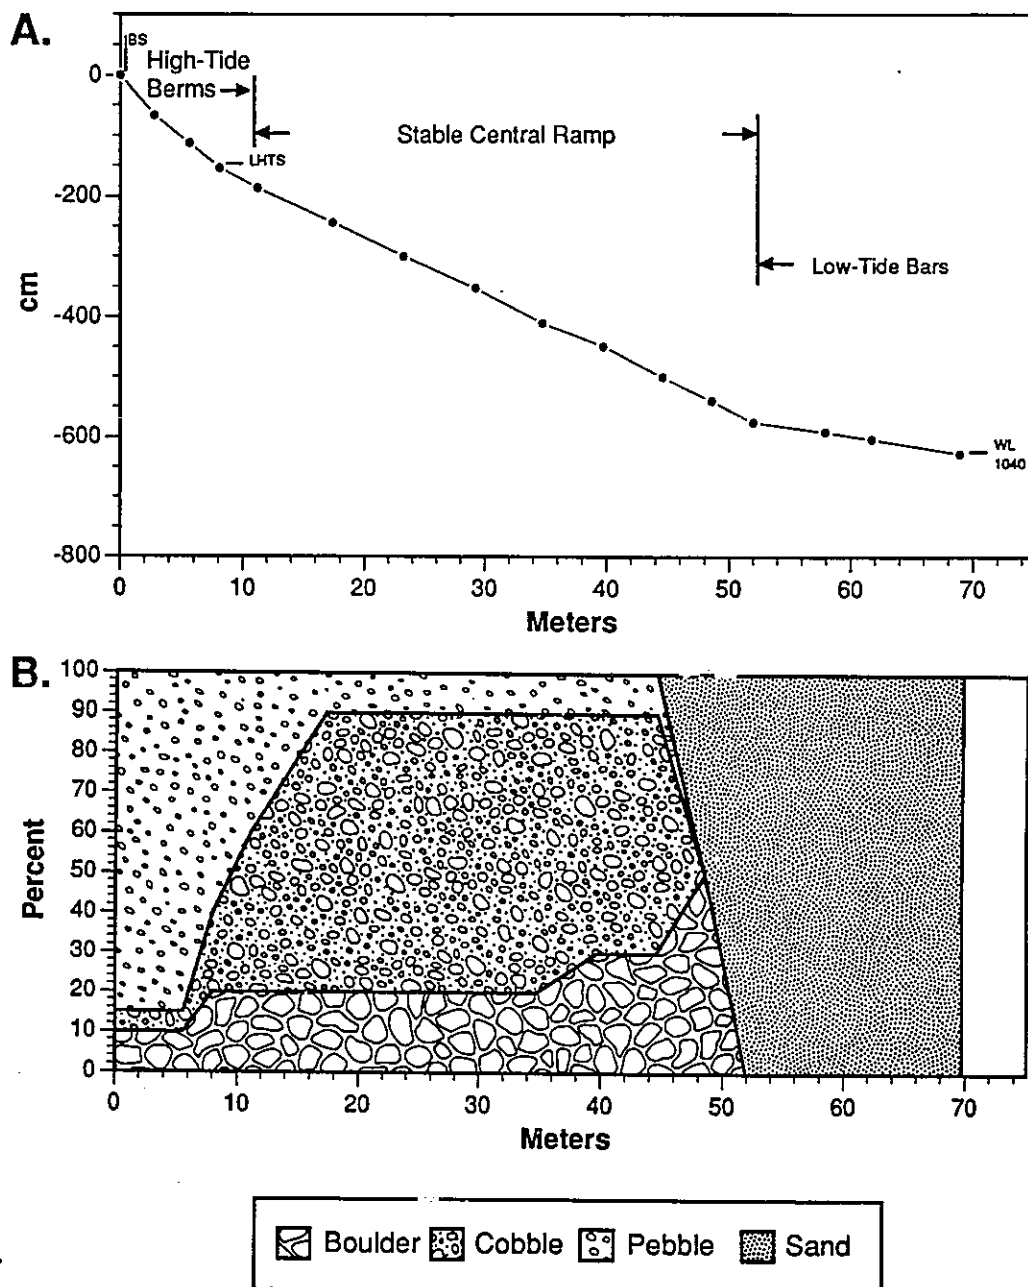 A.
BS
High-Tide
Berms
LHTS
Stable Central Ramp
Low-Tide Bars
WL
1040
cm
0
-200
-400
-600
-800
0 10 20 30 40 50 60 70
Meters
B.
Percent
100
90
80
70
60
50
40
30
20
10
0
0 10 20 30 40 50 60 70
Meters
Boulder Cobble Pebble Sand